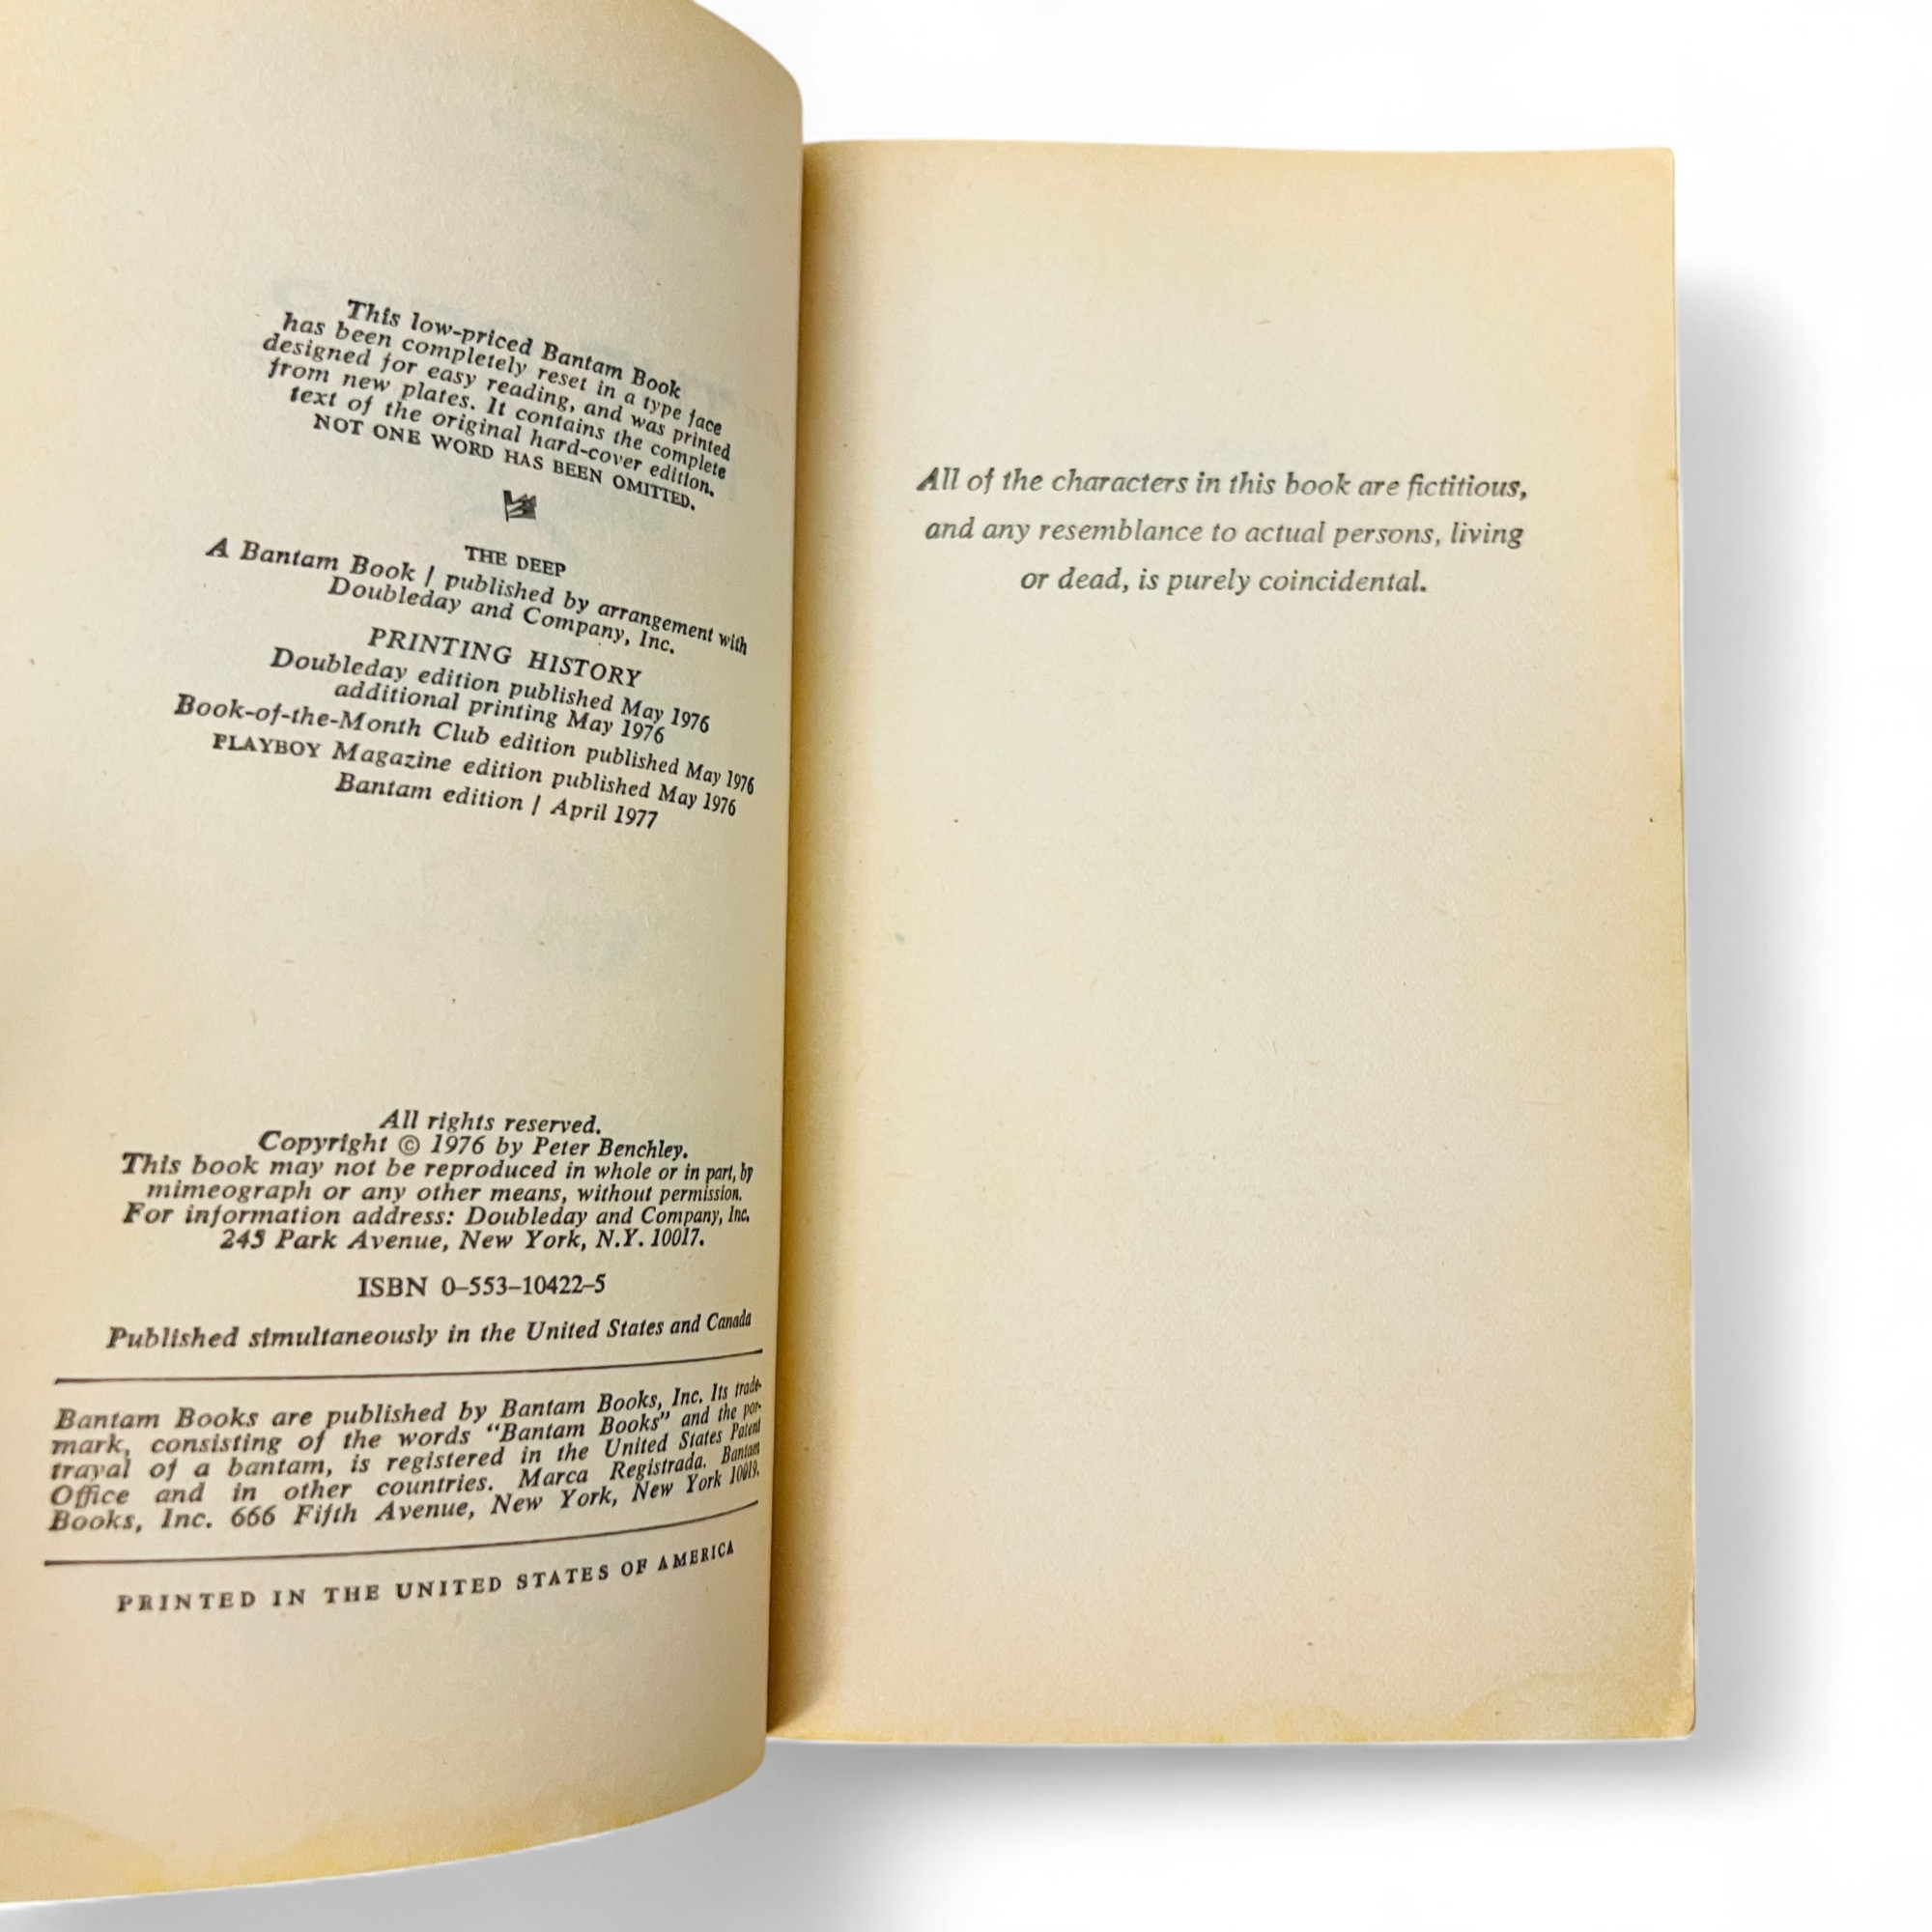 This low-priced Bantam Book
has been completely reset in a type face
designed for easy reading, and was printed
from new plates. It contains the complete
text of the original hard-cover edition.
NOT ONE WORD HAS BEEN OMITTED.
THE DEEP
A Bantam Book / published by arrangement with
Doubleday and Company, Inc.
PRINTING HISTORY
Doubleday edition published May 1976
additional printing May 1976
Book-of-the-Month Club edition published May 1976
PLAYBOY Magazine edition published May 1976
Bantam edition / April 1977
All rights reserved.
Copyright © 1976 by Peter Benchley.
This book may not be reproduced in whole or in part, by
mimeograph or any other means, without permission.
For information address: Doubleday and Company, Inc.
245 Park Avenue, New York, N.Y. 10017.
ISBN 0-553-10422-5
Published simultaneously in the United States and Canada
Bantam Books are published by Bantam Books, Inc. Its trade-
mark, consisting of the words “Bantam Books” and the por-
trayal of a bantam, is registered in the United States Patent
Office and in other countries. Marca Registrada. Bantam
Books, Inc. 666 Fifth Avenue, New York, New York 10019.
PRINTED IN THE UNITED STATES OF AMERICA
All of the characters in this book are fictitious,
and any resemblance to actual persons, living
or dead, is purely coincidental.